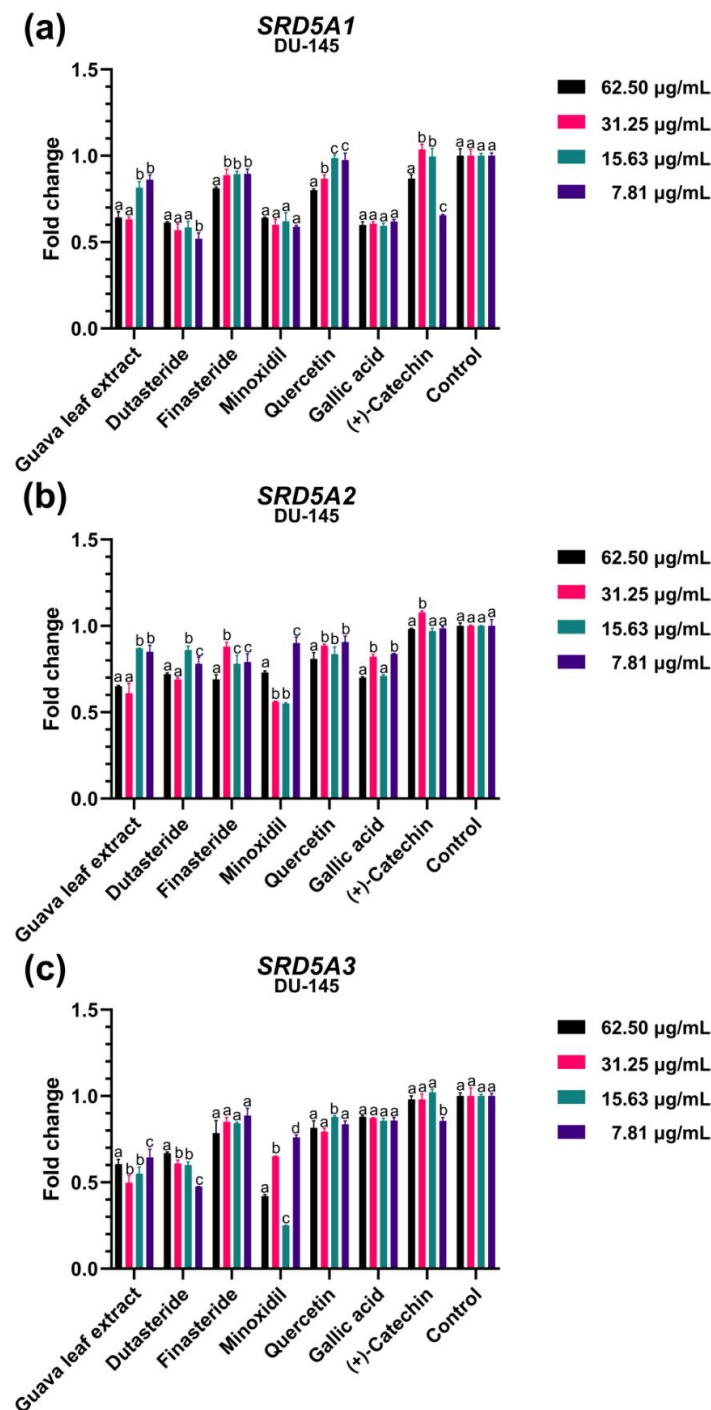 (a)
SRD5A1
DU-145
Fold change
1.5
1.0
0.5
0.0
a a b b a a a b a b b b a a a a a b c c a a a a a b b c a a a a
Guava leaf extract
Dutasteride
Finasteride
Minoxidil
Quercetin
Gallic acid
(+)-Catechin
Control
62.50 µg/mL
31.25 µg/mL
15.63 µg/mL
7.81 µg/mL
(b)
SRD5A2
DU-145
Fold change
1.5
1.0
0.5
0.0
a a b b a a b c a b c c a b b c a b a b a b a b a b a a a a a a
Guava leaf extract
Dutasteride
Finasteride
Minoxidil
Quercetin
Gallic acid
(+)-Catechin
Control
62.50 µg/mL
31.25 µg/mL
15.63 µg/mL
7.81 µg/mL
(c)
SRD5A3
DU-145
Fold change
1.5
1.0
0.5
0.0
a b b c a b b c a a a a a b c d a a b a a a a a a a a b a a a a
Guava leaf extract
Dutasteride
Finasteride
Minoxidil
Quercetin
Gallic acid
(+)-Catechin
Control
62.50 µg/mL
31.25 µg/mL
15.63 µg/mL
7.81 µg/mL